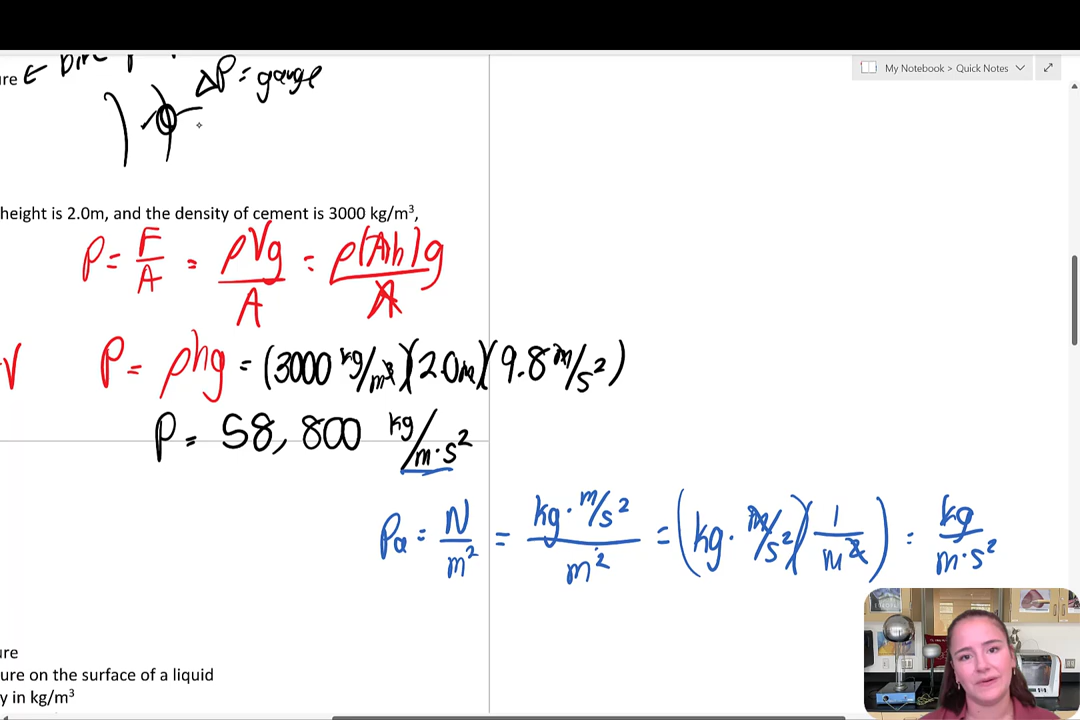 My Notebook > Quick Notes
ure ←
ΔP = gauge
height is 2.0m, and the density of cement is 3000 kg/m³,
P = F/A = ρVg/A = ρ(Ah)g/A
V P = ρhg = (3000 kg/m³)(2.0m)(9.8 m/s²)
P = 58,800 kg/m·s²
Pa = N/m² = kg·m/s²/m² = (kg·m/s²)(1/m²) = kg/m·s²
ure
ure on the surface of a liquid
y in kg/m³